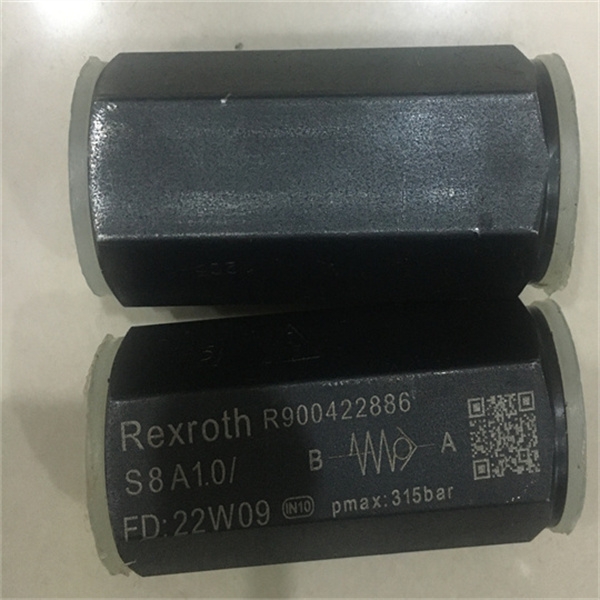 Rexroth R900422886
S8A1.0/ B A
FD: 22W09 IN10 pmax: 315bar